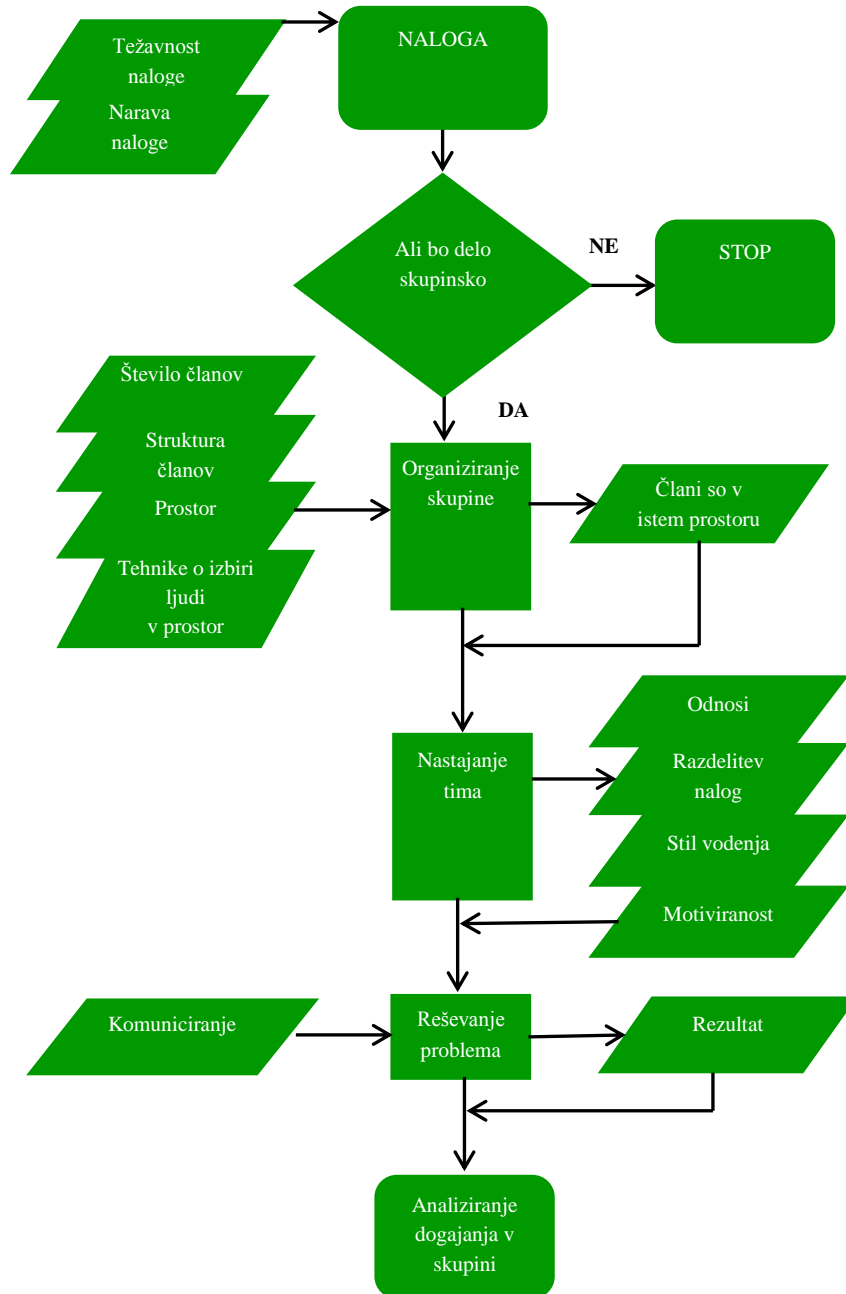 Težavnost
naloge
NALOGA
Narava
naloge
Ali bo delo
skupinsko
NE
STOP
Število članov
DA
Struktura
članov
Organiziranje
skupine
Člani so v
istem prostoru
Prostor
Tehnike o izbiri
ljudi
v prostor
Odnosi
Nastajanje
tima
Razdelitev
nalog
Stil vodenja
Motiviranost
Komuniciranje
Reševanje
problema
Rezultat
Analiziranje
dogajanja v
skupini